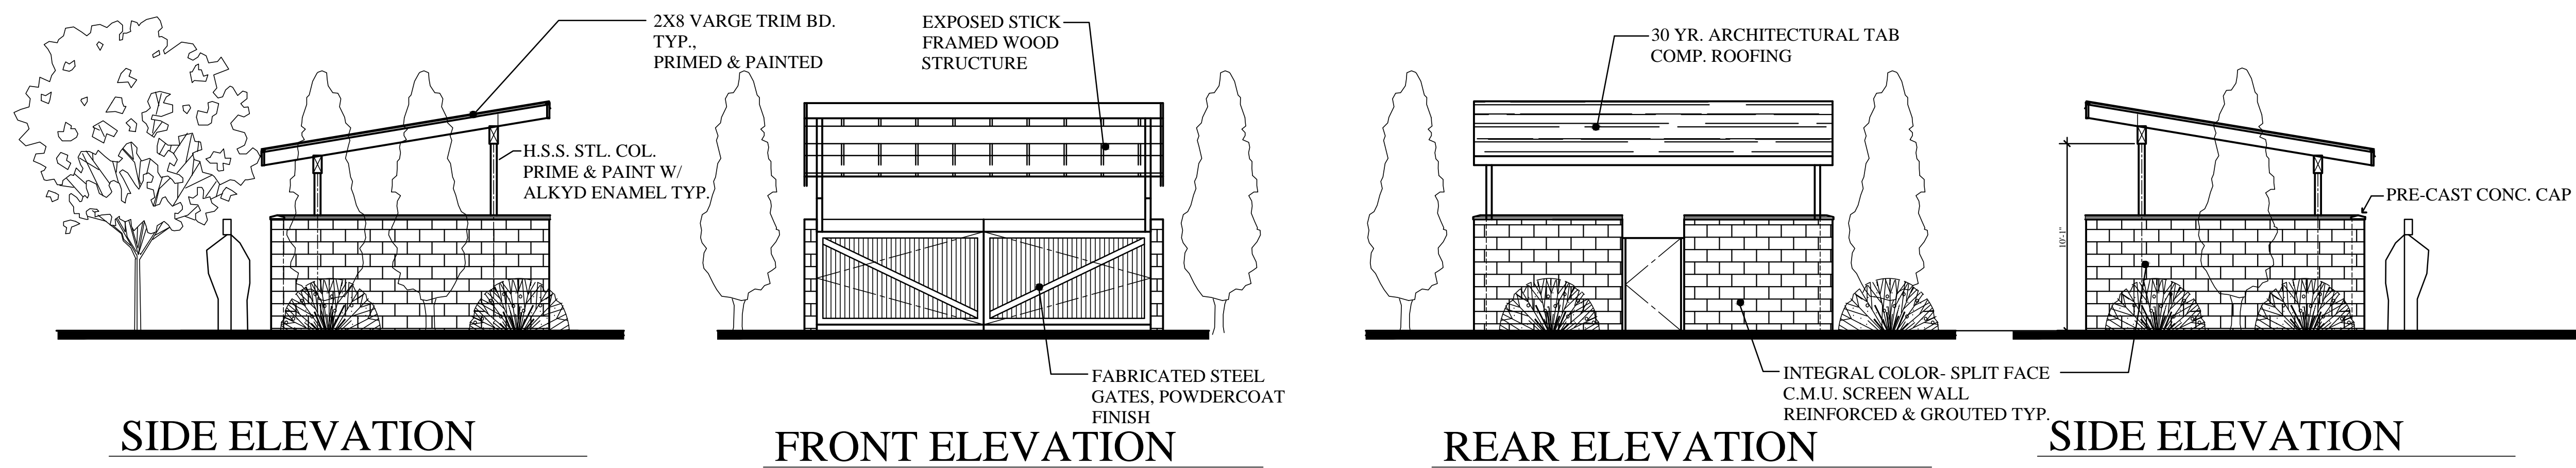 2X8 VARGE TRIM BD.
TYP.,
PRIMED & PAINTED
H.S.S. STL. COL.
PRIME & PAINT W/
ALKYD ENAMEL TYP.
SIDE ELEVATION
EXPOSED STICK
FRAMED WOOD
STRUCTURE
FABRICATED STEEL
GATES, POWDERCOAT
FINISH
FRONT ELEVATION
30 YR. ARCHITECTURAL TAB
COMP. ROOFING
INTEGRAL COLOR- SPLIT FACE
C.M.U. SCREEN WALL
REINFORCED & GROUTED TYP.
REAR ELEVATION
10'-1"
PRE-CAST CONC. CAP
SIDE ELEVATION